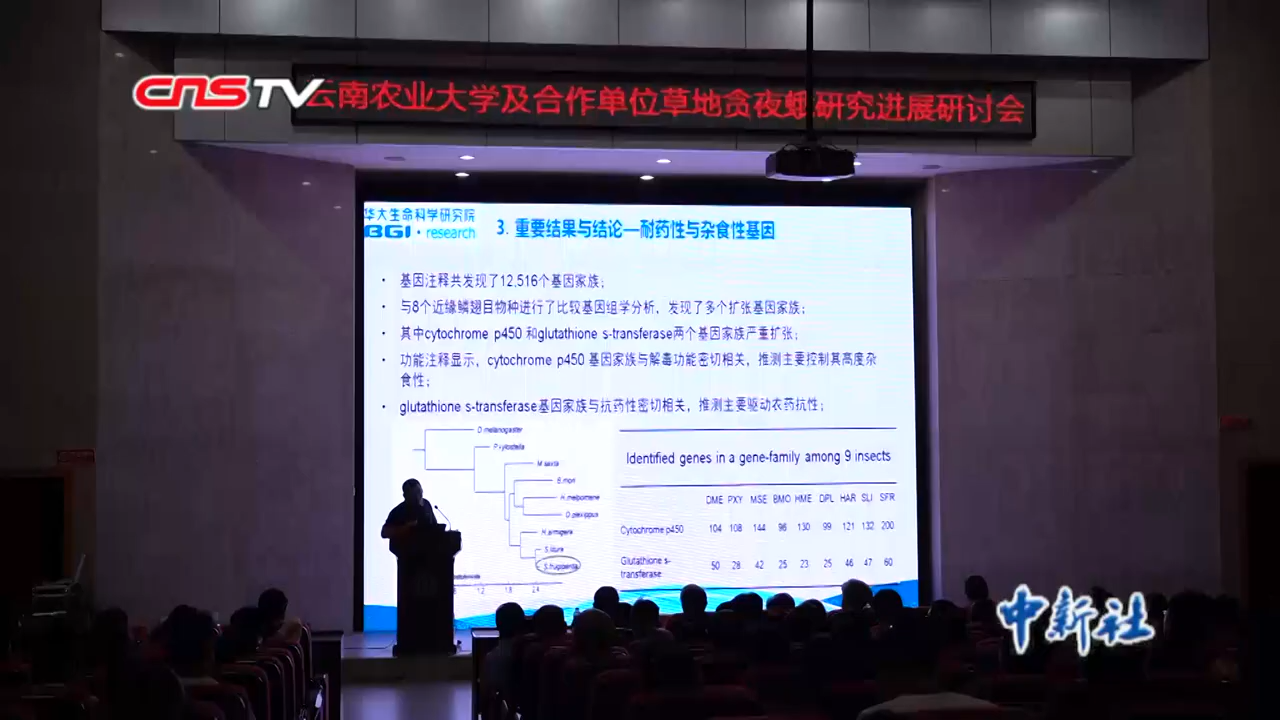 CNSTV
云南农业大学及合作单位草地贪夜蛾研究进展研讨会
华大生命科学研究院
BGI·research
3. 重要结果与结论—耐药性与杂食性基因
· 基因注释共发现了12,516个基因家族；
· 与8个近缘鳞翅目物种进行了比较基因组学分析，发现了多个扩张基因家族；
· 其中cytochrome p450 和glutathione s-transferase两个基因家族严重扩张；
· 功能注释显示，cytochrome p450 基因家族与解毒功能密切相关，推测主要控制其高度杂
食性；
· glutathione s-transferase基因家族与抗药性密切相关，推测主要驱动农药抗性；
D.melanogaster
P.xylostella
M.sexta
B.mori
H.melpomene
D.plexippus
H.armigera
S.litura
S.frugiperda
1.2 1.8 2.4
Identified genes in a gene-family among 9 insects
DME PXY MSE BMO HME DPL HAR SLI SFR
Cytochrome p450 104 108 144 98 130 99 121 132 200
Glutathione s-
transferase 50 28 42 25 23 25 46 47 60
中新社